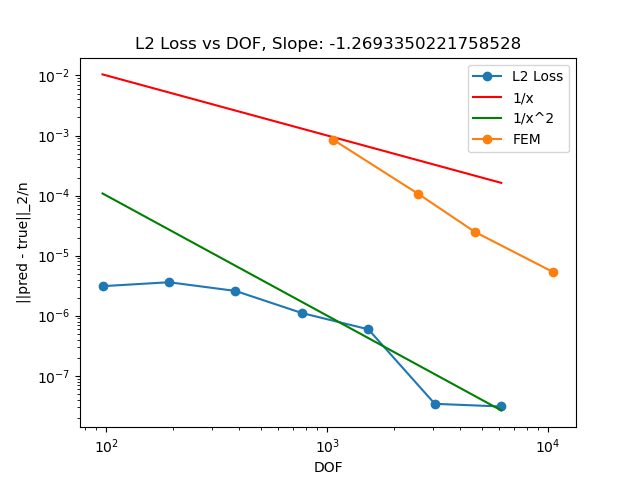 L2 Loss vs DOF, Slope: -1.2693350221758528
L2 Loss
1/x
1/x^2
FEM
||pred - true||_2/n
10^-2
10^-3
10^-4
10^-5
10^-6
10^-7
10^2
10^3
10^4
DOF